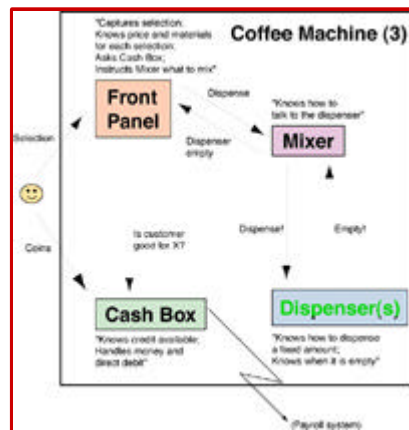 "Captures selection;
Knows price and materials
for each selection;
Asks Cash Box;
Instructs Mixer what to mix"
Coffee Machine (3)
Front
Panel
Dispense
"Knows how to
talk to the dispenser"
Mixer
Dispenser
empty
Selection
Coins
Is customer
good for X?
Dispense!
Empty!
Cash Box
Dispenser(s)
"Knows credit available;
Handles money and
direct debit"
"Knows how to dispense
a fixed amount;
Knows when it is empty"
(Payroll system)